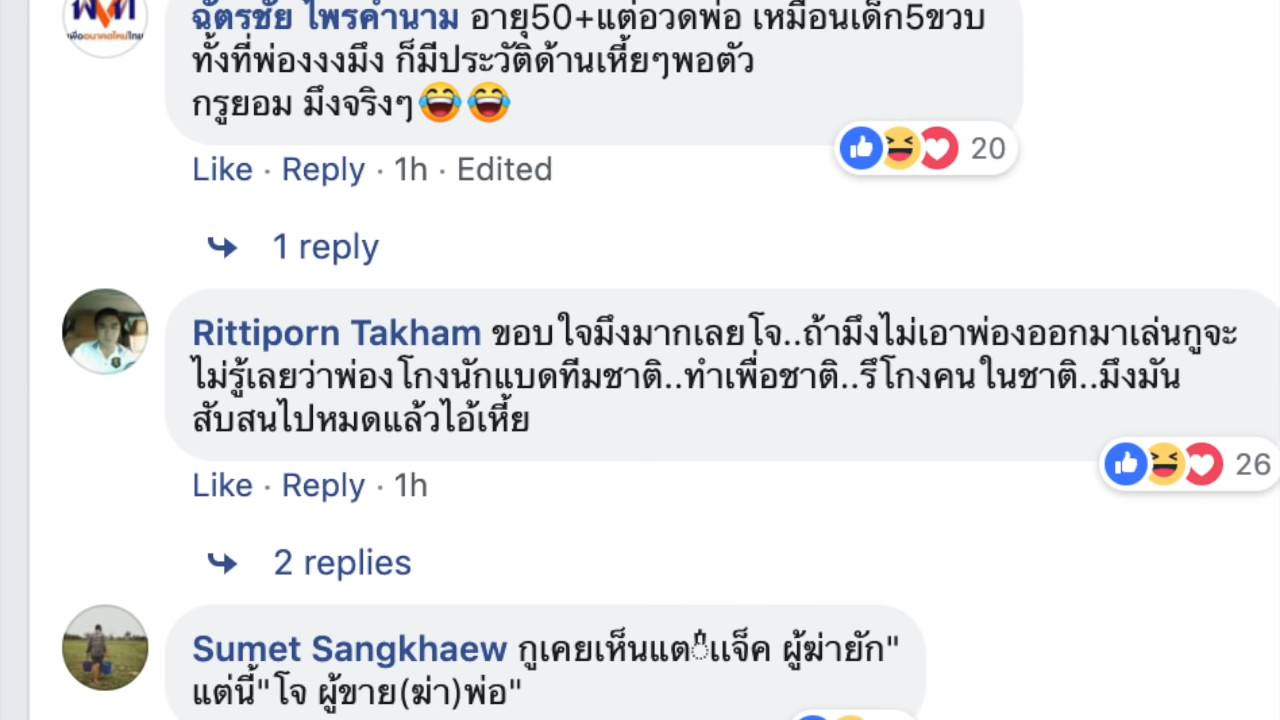 ฉัตรชัย ไพรคำนาม อายุ50+แต่อวดพ่อ เหมือนเด็ก5ขวบ
ทั้งที่พ่องงงมึง ก็มีประวัติด้านเหี้ยๆพอตัว
กรูยอม มึงจริงๆ😂😂
20
Like · Reply · 1h · Edited
1 reply
Rittiporn Takham ขอบใจมึงมากเลยโจ..ถ้ามึงไม่เอาพ่องออกมาเล่นกูจะ
ไม่รู้เลยว่าพ่องโกงนักแบดทีมชาติ..ทำเพื่อชาติ..รึโกงคนในชาติ..มึงมัน
สับสนไปหมดแล้วไอ้เหี้ย
26
Like · Reply · 1h
2 replies
Sumet Sangkhaew กูเคยเห็นแต่"แจ็ค ผู้ฆ่ายัก"
แต่นี้"โจ ผู้ขาย(ฆ่า)พ่อ"